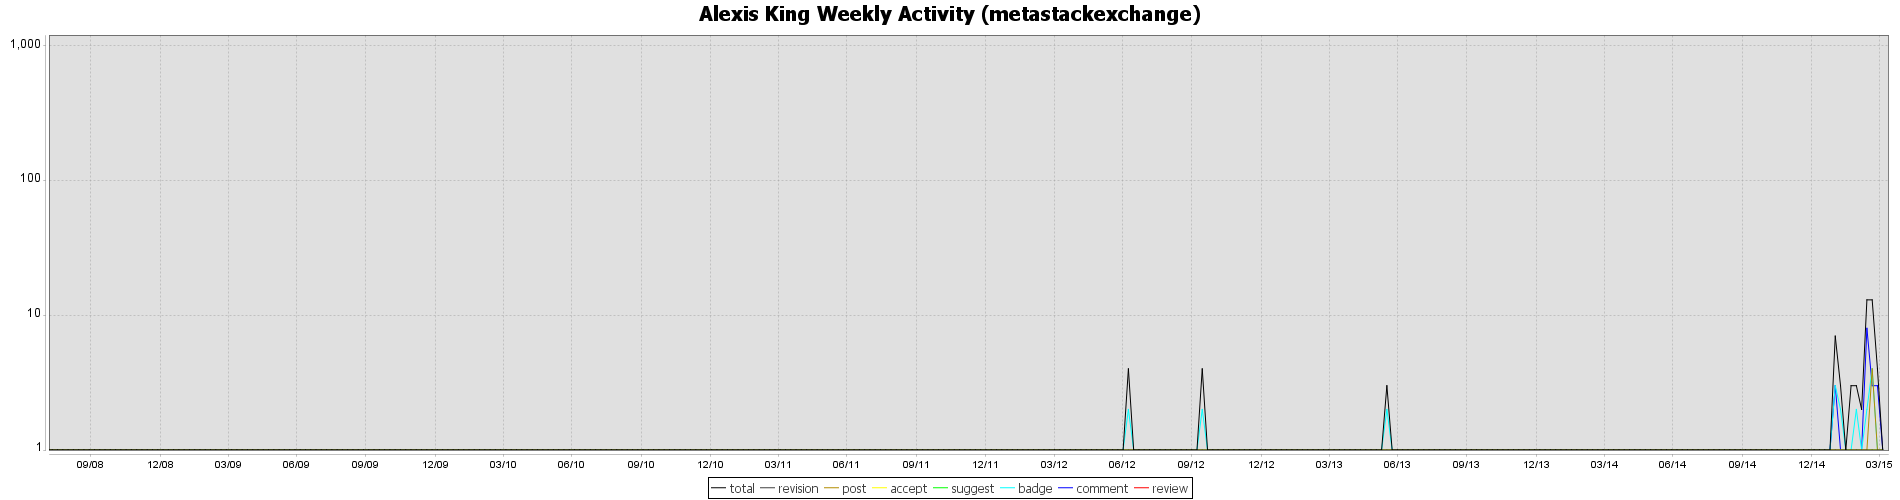 Alexis King Weekly Activity (metastackexchange)
1,000
100
10
1
09/08 12/08 03/09 06/09 09/09 12/09 03/10 06/10 09/10 12/10 03/11 06/11 09/11 12/11 03/12 06/12 09/12 12/12 03/13 06/13 09/13 12/13 03/14 06/14 09/14 12/14 03/15
total revision post accept suggest badge comment review